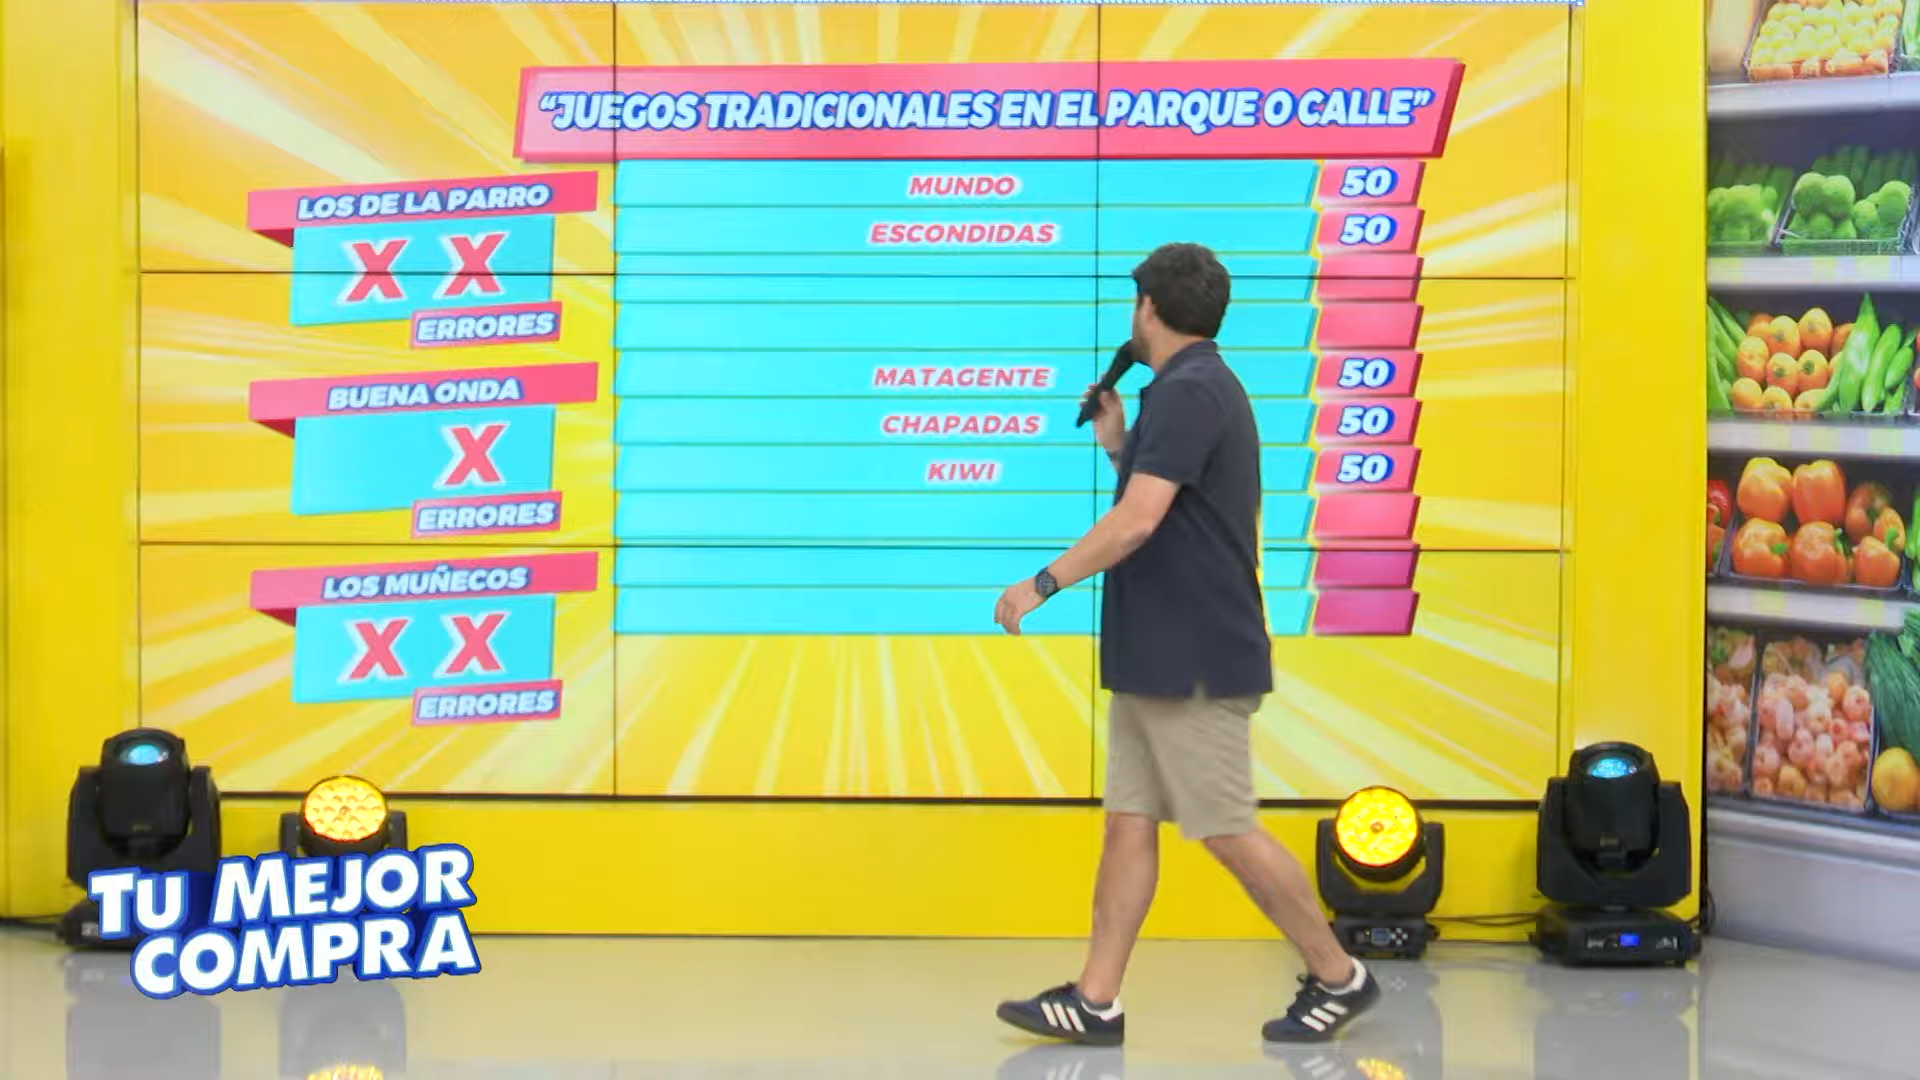 “JUEGOS TRADICIONALES EN EL PARQUE O CALLE”
LOS DE LA PARRO
X X
ERRORES
BUENA ONDA
X
ERRORES
LOS MUÑECOS
X X
ERRORES
MUNDO 50
ESCONDIDAS 50
MATAGENTE 50
CHAPADAS 50
KIWI 50
TU MEJOR
COMPRA